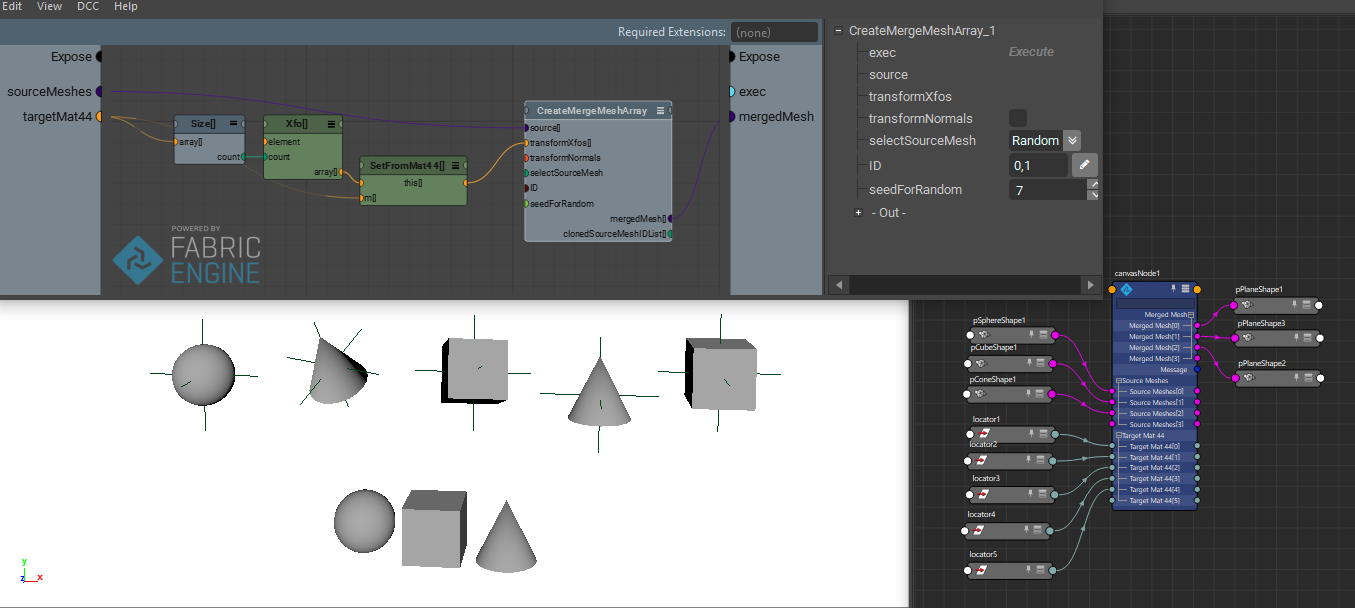 Edit View DCC Help
Required Extensions: (none)
Expose
sourceMeshes
targetMat44
Size[]
array[]
count
Xfo[]
element
count
array[]
SetFromMat44[]
this[]
m[]
CreateMergeMeshArray
source[]
transformXfos[]
transformNormals
selectSourceMesh
ID
seedForRandom
mergedMesh[]
clonedSourceMeshIDList[]
Expose
exec
mergedMesh
POWERED BY
FABRIC
ENGINE
CreateMergeMeshArray_1
exec Execute
source
transformXfos
transformNormals
selectSourceMesh Random
ID 0,1
seedForRandom 7
- Out -
canvasNode1
Merged Mesh
Merged Mesh[0]
Merged Mesh[1]
Merged Mesh[2]
Merged Mesh[3]
Message
Source Meshes
Source Meshes[0]
Source Meshes[1]
Source Meshes[2]
Source Meshes[3]
Target Mat 44
Target Mat 44[0]
Target Mat 44[1]
Target Mat 44[2]
Target Mat 44[3]
Target Mat 44[4]
Target Mat 44[5]
pPlaneShape1
pPlaneShape3
pPlaneShape2
pSphereShape1
pCubeShape1
pConeShape1
locator1
locator2
locator3
locator4
locator5
y
z x